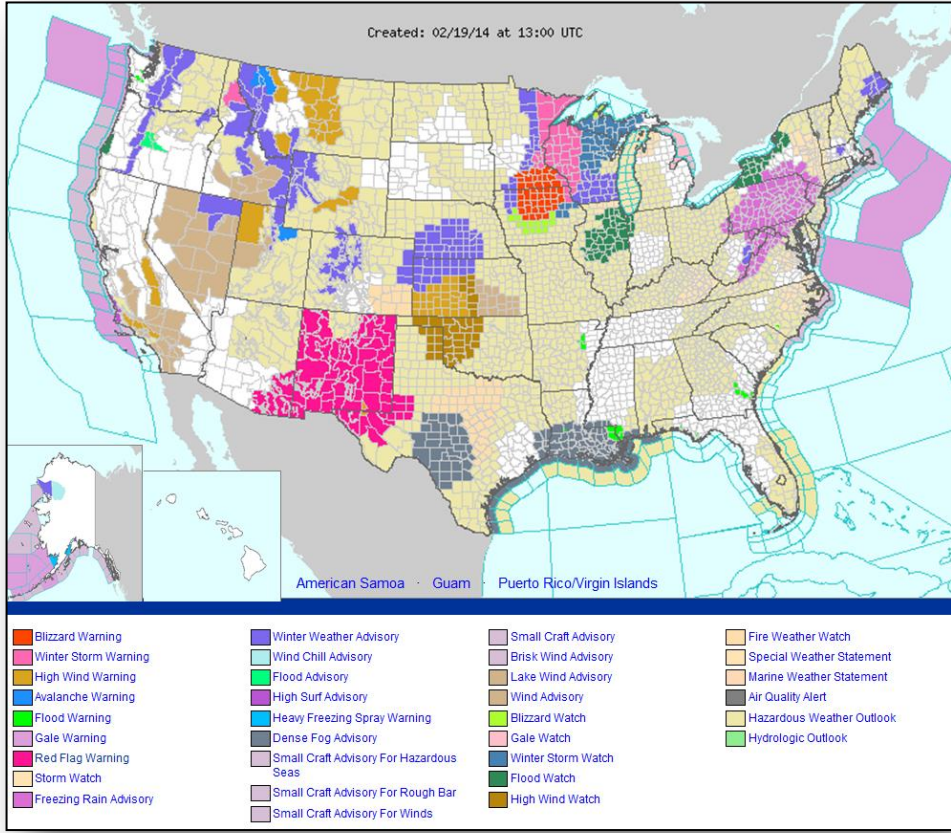 Created: 02/19/14 at 13:00 UTC
American Samoa · Guam · Puerto Rico/Virgin Islands
Blizzard Warning
Winter Storm Warning
High Wind Warning
Avalanche Warning
Flood Warning
Gale Warning
Red Flag Warning
Storm Watch
Freezing Rain Advisory
Winter Weather Advisory
Wind Chill Advisory
Flood Advisory
High Surf Advisory
Heavy Freezing Spray Warning
Dense Fog Advisory
Small Craft Advisory For Hazardous
Seas
Small Craft Advisory For Rough Bar
Small Craft Advisory For Winds
Small Craft Advisory
Brisk Wind Advisory
Lake Wind Advisory
Wind Advisory
Blizzard Watch
Gale Watch
Winter Storm Watch
Flood Watch
High Wind Watch
Fire Weather Watch
Special Weather Statement
Marine Weather Statement
Air Quality Alert
Hazardous Weather Outlook
Hydrologic Outlook